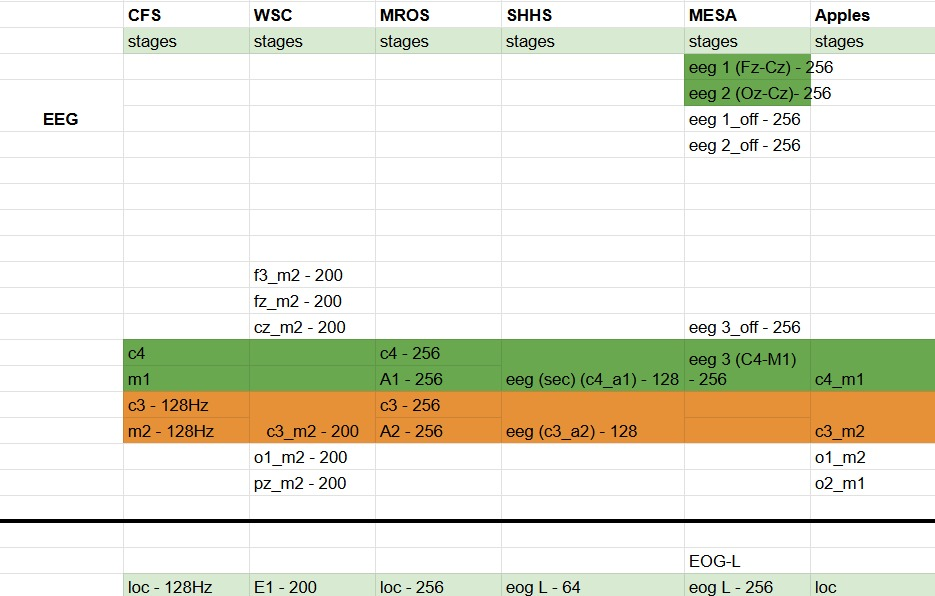 CFS WSC MROS SHHS MESA Apples
stages stages stages stages stages stages
eeg 1 (Fz-Cz) - 256
eeg 2 (Oz-Cz)- 256
EEG eeg 1_off - 256
eeg 2_off - 256
f3_m2 - 200
fz_m2 - 200
cz_m2 - 200 eeg 3_off - 256
c4 c4 - 256 eeg 3 (C4-M1)
m1 A1 - 256 eeg (sec) (c4_a1) - 128 - 256 c4_m1
c3 - 128Hz c3 - 256
m2 - 128Hz c3_m2 - 200 A2 - 256 eeg (c3_a2) - 128 c3_m2
o1_m2 - 200 o1_m2
pz_m2 - 200 o2_m1
EOG-L
loc - 128Hz E1 - 200 loc - 256 eog L - 64 eog L - 256 loc